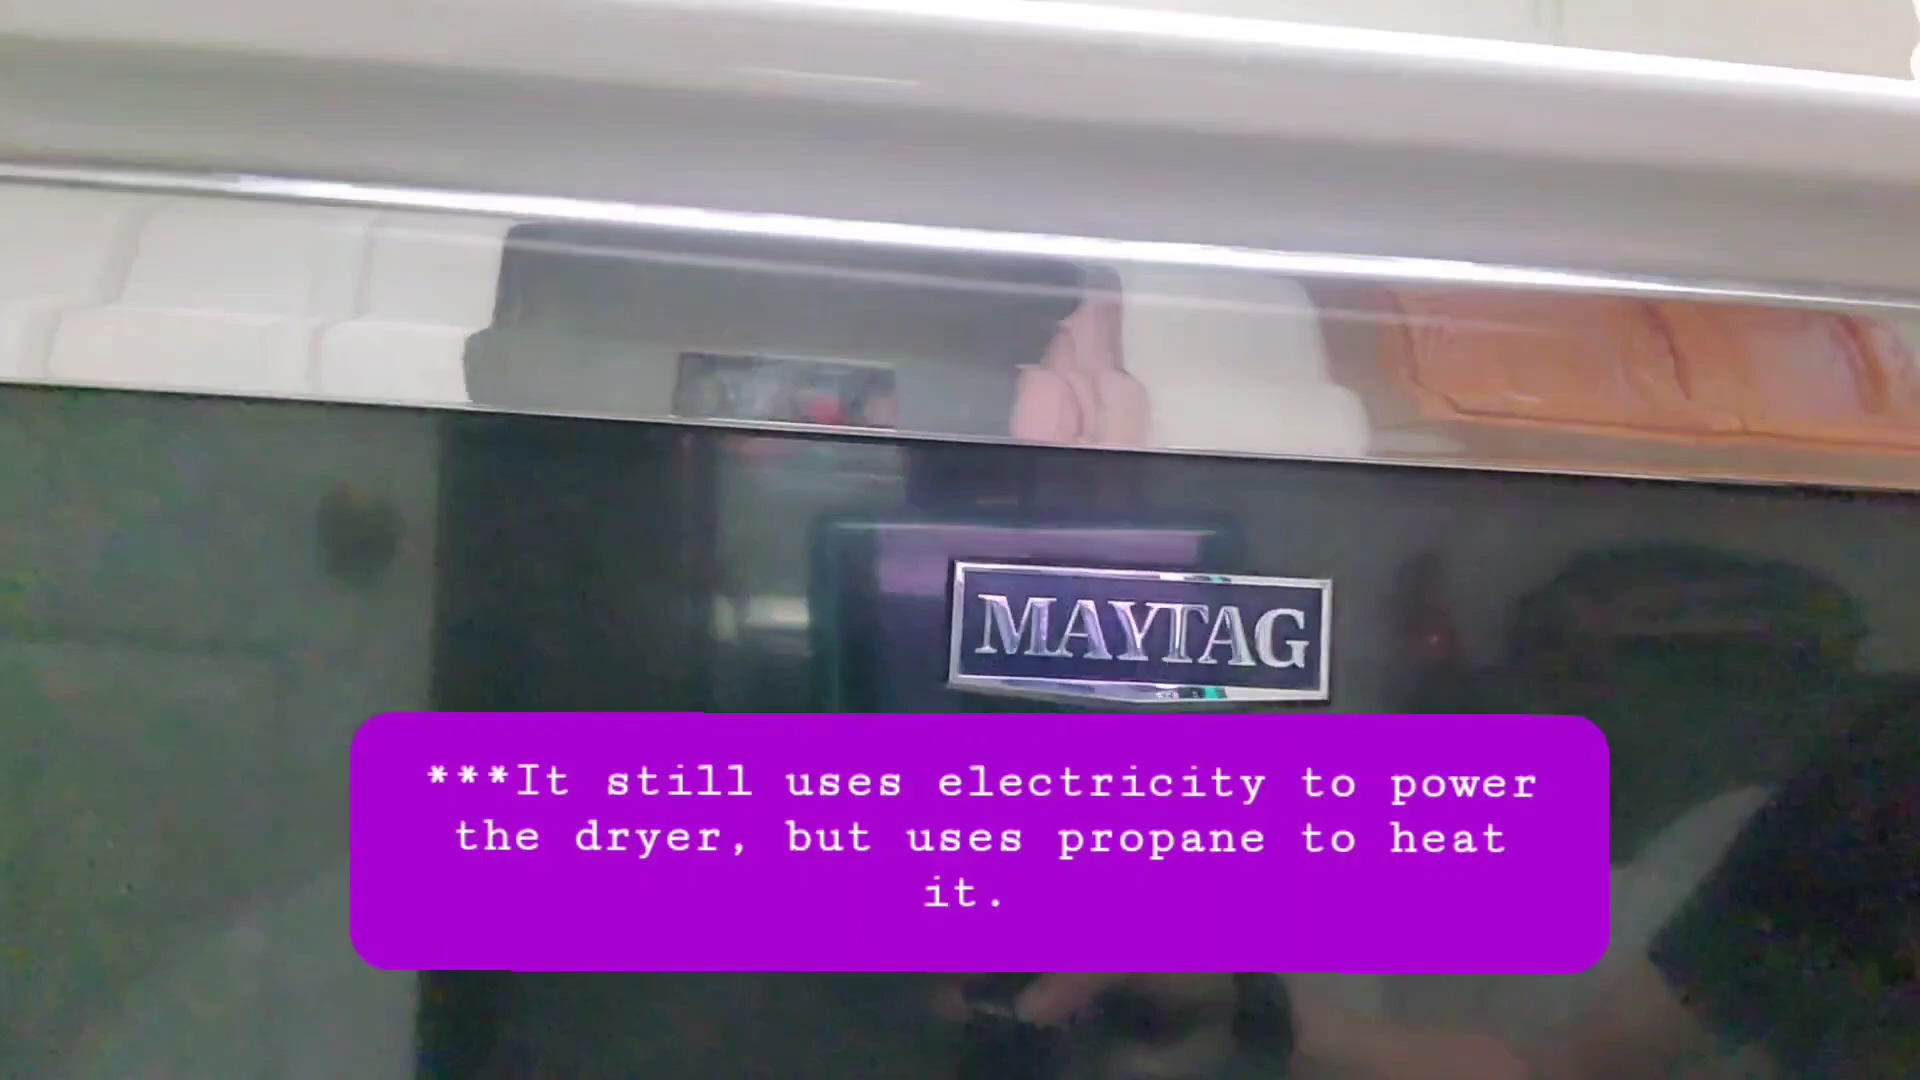 MAYTAG
***It still uses electricity to power
the dryer, but uses propane to heat
it.